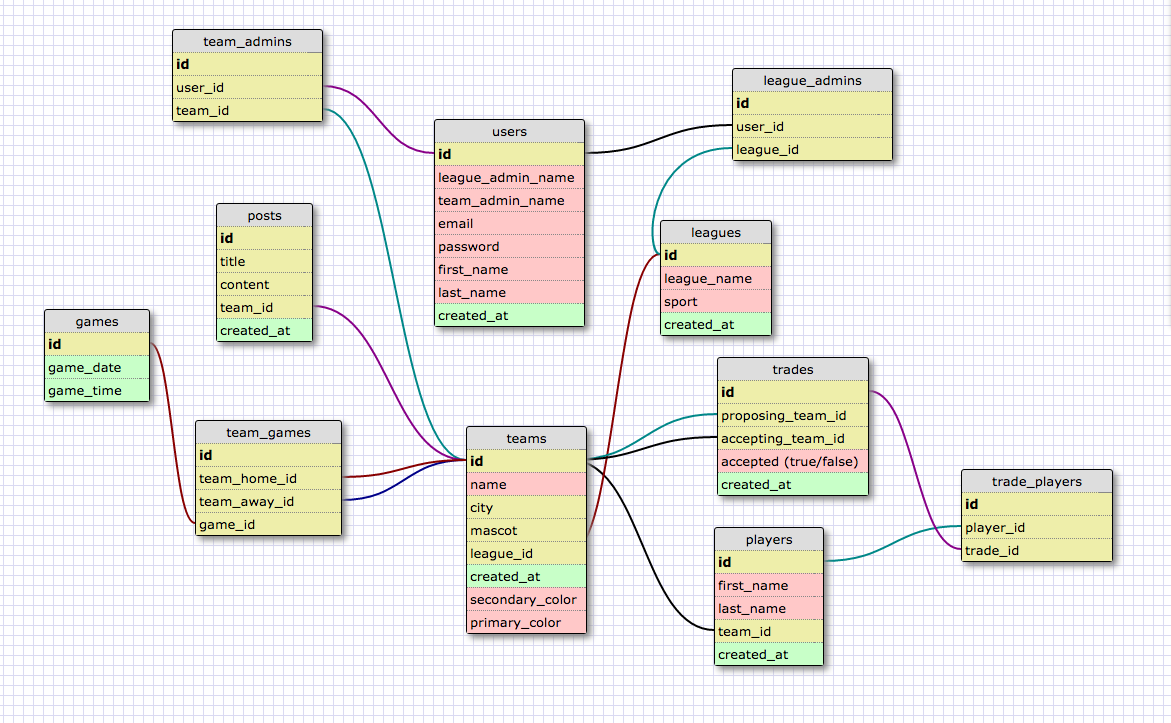 team_admins
id
user_id
team_id
league_admins
id
user_id
league_id
users
id
league_admin_name
team_admin_name
email
password
first_name
last_name
created_at
posts
id
title
content
team_id
created_at
leagues
id
league_name
sport
created_at
games
id
game_date
game_time
trades
id
proposing_team_id
accepting_team_id
accepted (true/false)
created_at
team_games
id
team_home_id
team_away_id
game_id
teams
id
name
city
mascot
league_id
created_at
secondary_color
primary_color
trade_players
id
player_id
trade_id
players
id
first_name
last_name
team_id
created_at